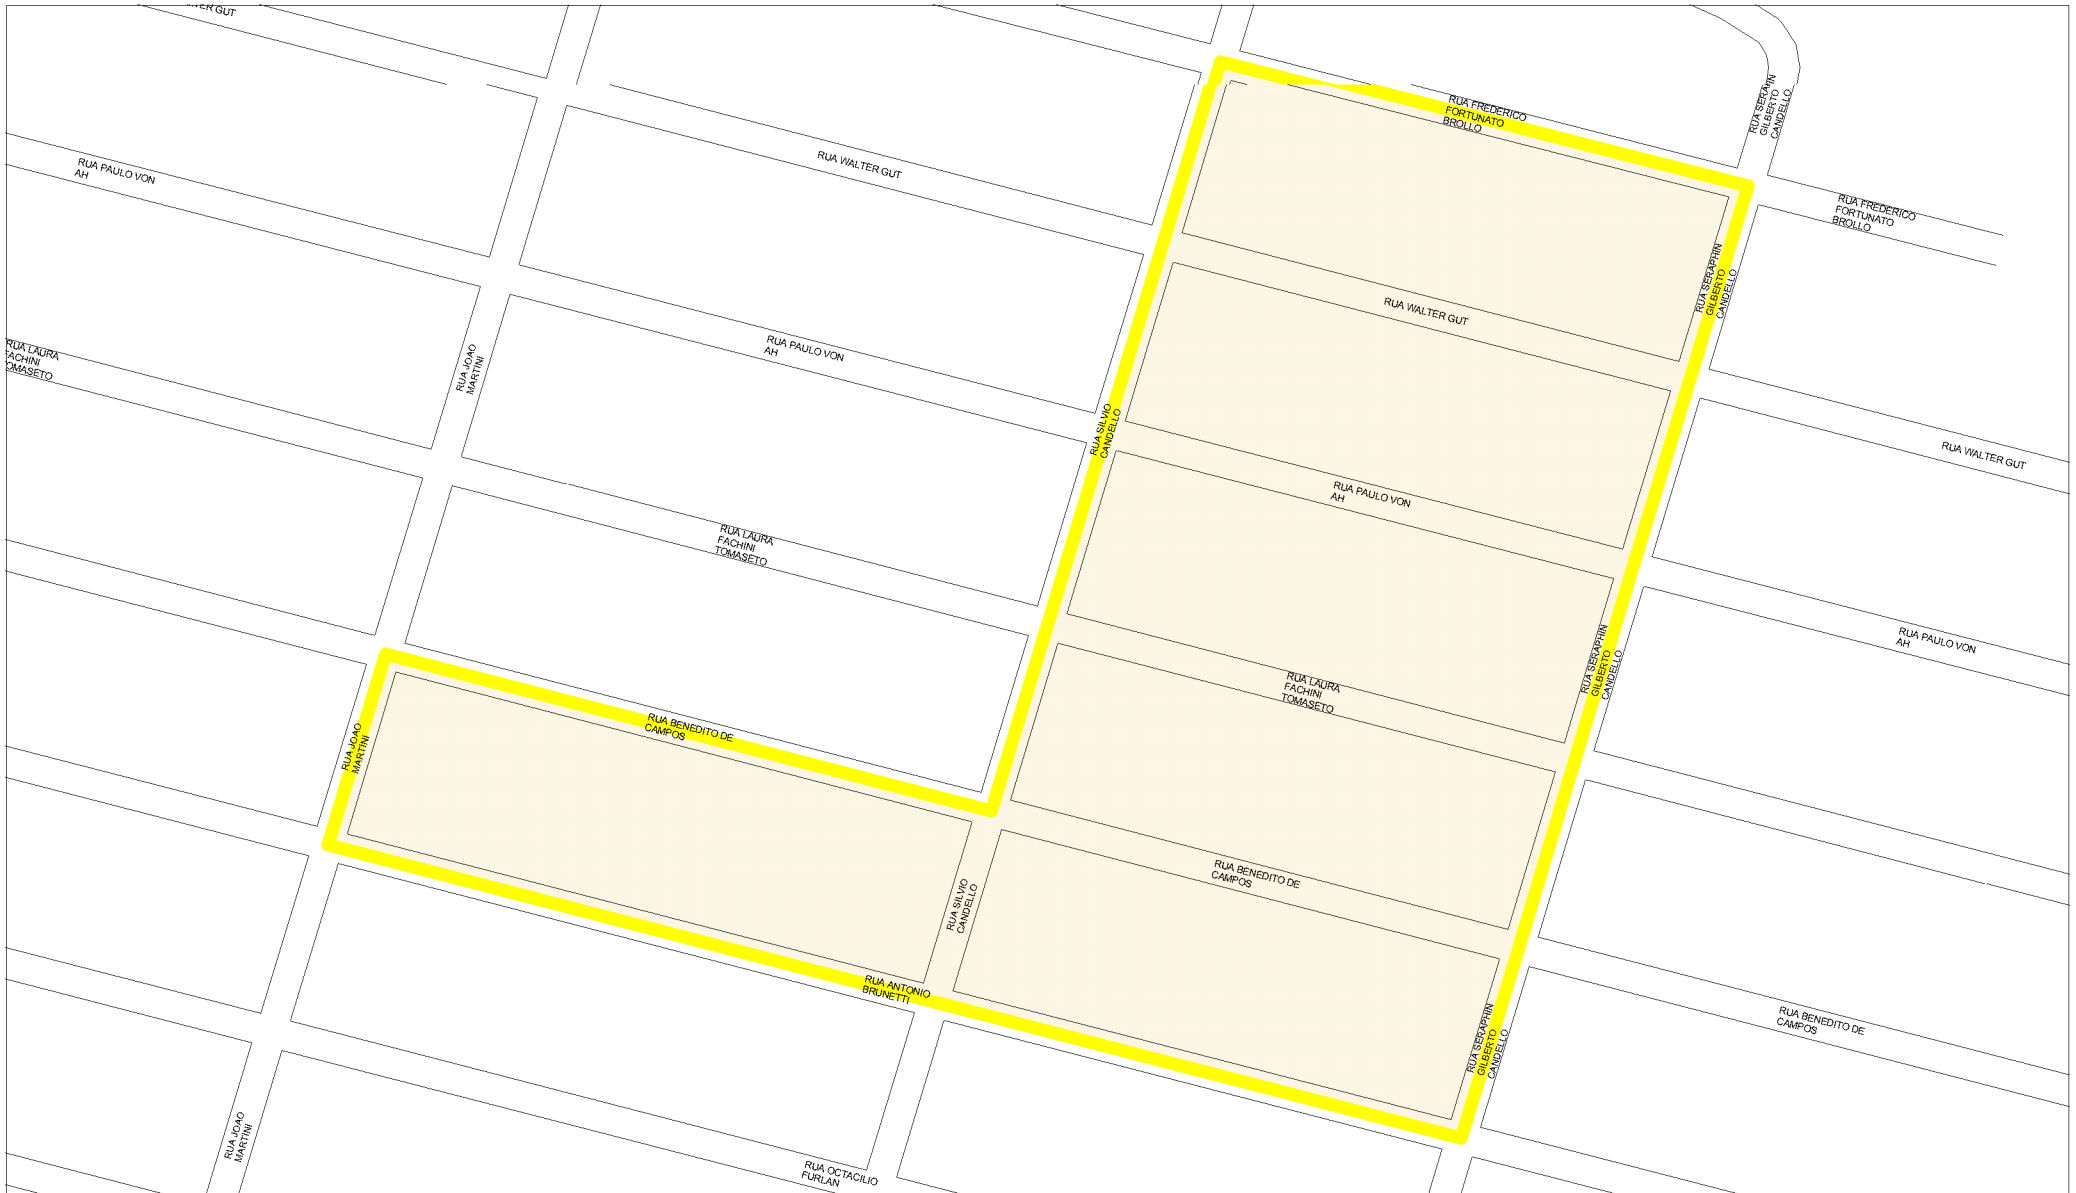 ER GUT
RUA FREDERICO
FORTUNATO
BROLLO
RUA SERAFIN
GILBERTO
CANDELLO
RUA PAULO VON
AH
RUA WALTER GUT
RUA FREDERICO
FORTUNATO
BROLLO
RUA SERAPHIN
GILBERTO
CANDELLO
RUA WALTER GUT
RUA LAURA
FACHINI
TOMASETO
RUA JOAO
MARTINI
RUA PAULO VON
AH
RUA SILVIO
CANDELLO
RUA WALTER GUT
RUA PAULO VON
AH
RUA LAURA
FACHINI
TOMASETO
RUA SERAPHIN
GILBERTO
CANDELLO
RUA PAULO VON
AH
RUA LAURA
FACHINI
TOMASETO
RUA JOAO
MARTINI
RUA BENEDITO DE
CAMPOS
RUA SILVIO
CANDELLO
RUA BENEDITO DE
CAMPOS
RUA ANTONIO
BRUNETTI
RUA SERAPHIN
GILBERTO
CANDELLO
RUA BENEDITO DE
CAMPOS
RUA JOAO
MARTINI
RUA OCTACILIO
FURLAN